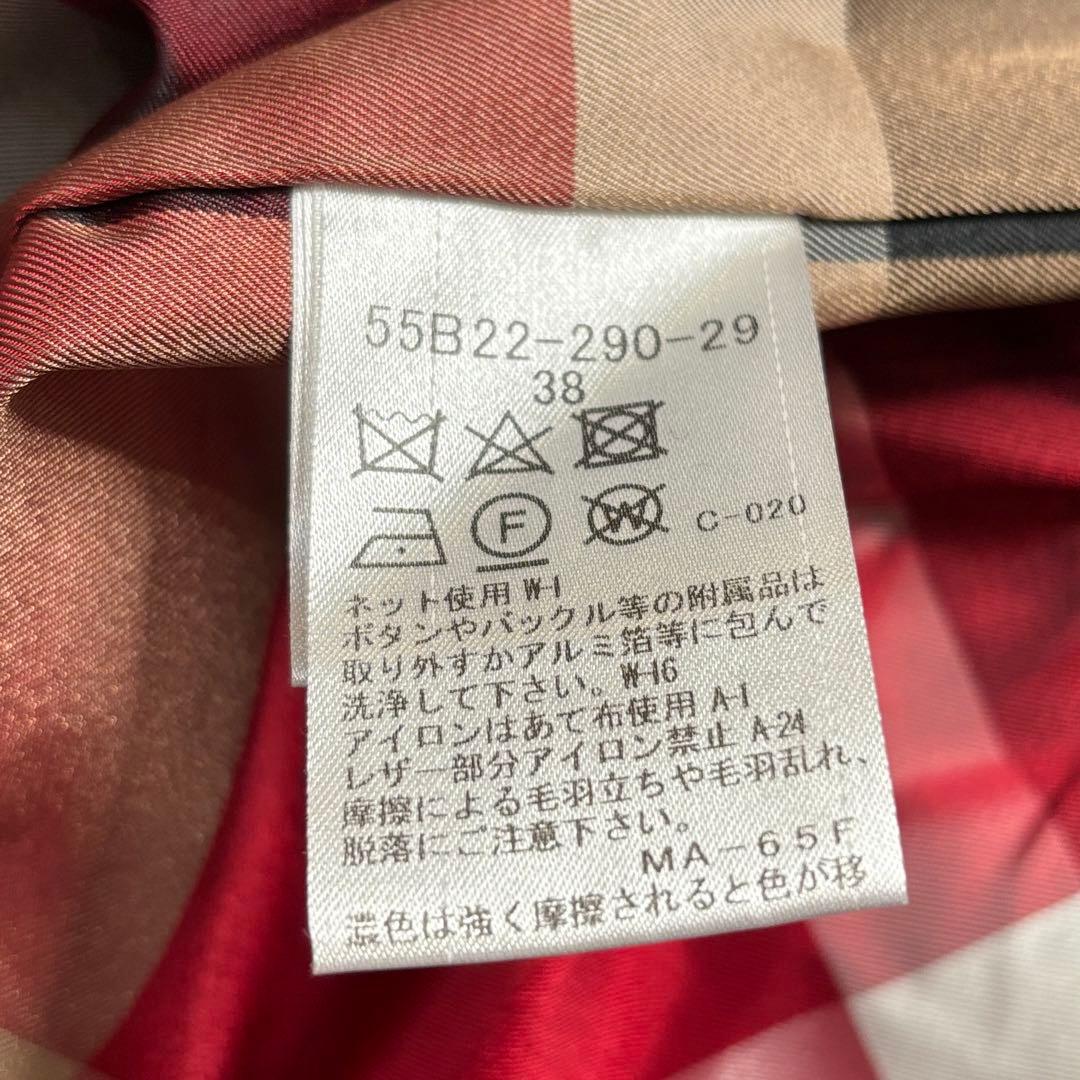 55B22-290-29
38
F W C-020
ネット使用 W-1
ボタンやバックル等の附属品は
取り外すかアルミ箔等に包んで
洗浄して下さい。W-16
アイロンはあて布使用 A-1
レザー部分アイロン禁止 A-24
摩擦による毛羽立ちや毛羽乱れ、
脱落にご注意下さい。
MA-65F
濃色は強く摩擦されると色が移